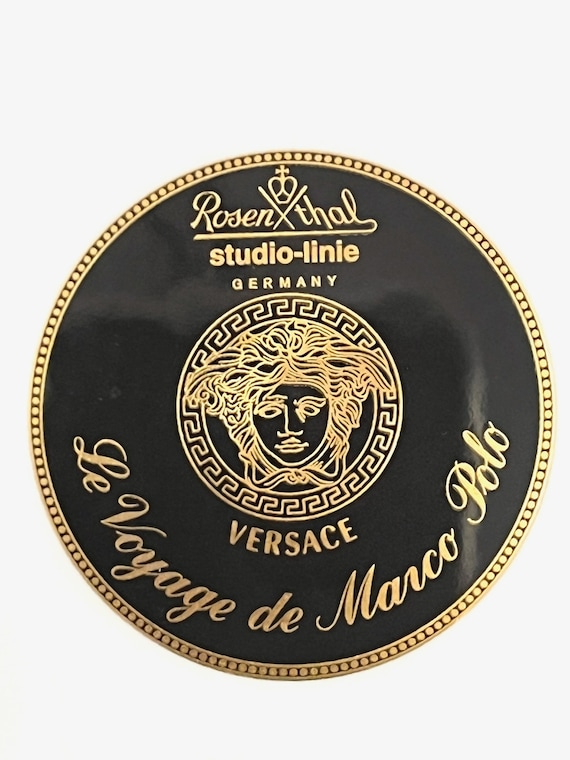 Rosenthal
studio-linie
GERMANY
VERSACE
Le Voyage de Marco Polo